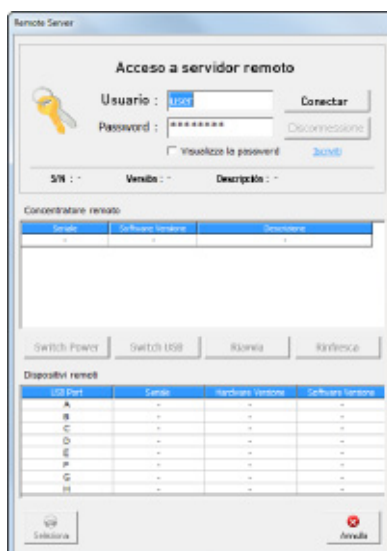 Remote Server
Acceso a servidor remoto
Usuario : user Conectar
Password : ******** Disconnessione
Visualizza la password Iscriviti
S/N : - Versión : - Descripción : -
Concentratore remoto
Seriale Software Versione Descrizione
- - -
Switch Power Switch USB Riavvia Rinfresca
Dispositivi remoti
USB Port Seriale Hardware Versione Software Versione
A - - -
B - - -
C - - -
D - - -
E - - -
F - - -
G - - -
H - - -
Seleziona Annulla